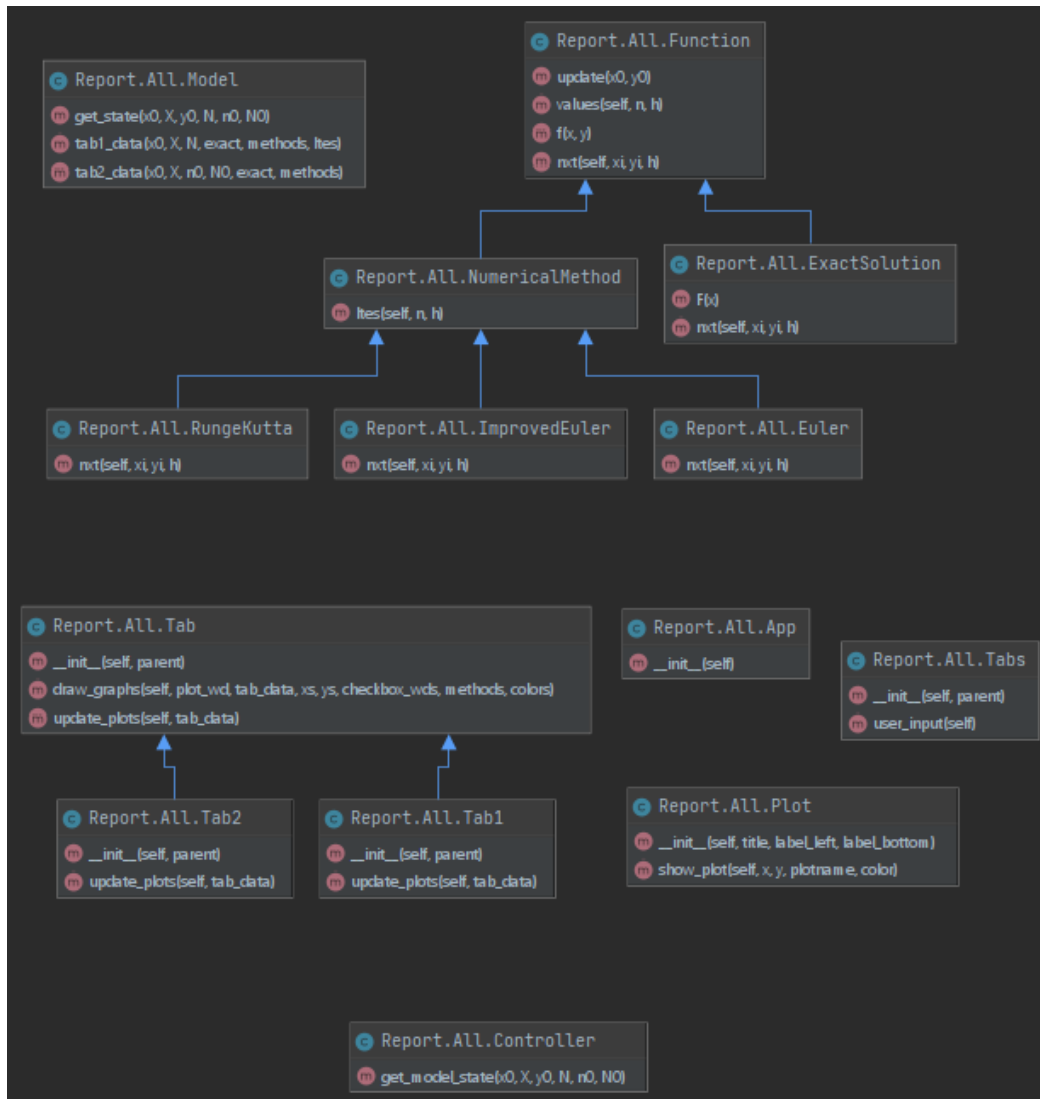 Report.All.Function
update(x0, y0)
values(self, n, h)
f(x, y)
nxt(self, xi, yi, h)
Report.All.Model
get_state(x0, X, y0, N, n0, N0)
tab1_data(x0, X, N, exact, methods, ltes)
tab2_data(x0, X, n0, N0, exact, methods)
Report.All.NumericalMethod
ltes(self, n, h)
Report.All.ExactSolution
F(x)
nxt(self, xi, yi, h)
Report.All.RungeKutta
nxt(self, xi, yi, h)
Report.All.ImprovedEuler
nxt(self, xi, yi, h)
Report.All.Euler
nxt(self, xi, yi, h)
Report.All.Tab
__init__(self, parent)
draw_graphs(self, plot_wd, tab_data, xs, ys, checkbox_wds, methods, colors)
update_plots(self, tab_data)
Report.All.App
__init__(self)
Report.All.Tabs
__init__(self, parent)
user_input(self)
Report.All.Tab2
__init__(self, parent)
update_plots(self, tab_data)
Report.All.Tab1
__init__(self, parent)
update_plots(self, tab_data)
Report.All.Plot
__init__(self, title, label_left, label_bottom)
show_plot(self, x, y, plotname, color)
Report.All.Controller
get_model_state(x0, X, y0, N, n0, N0)